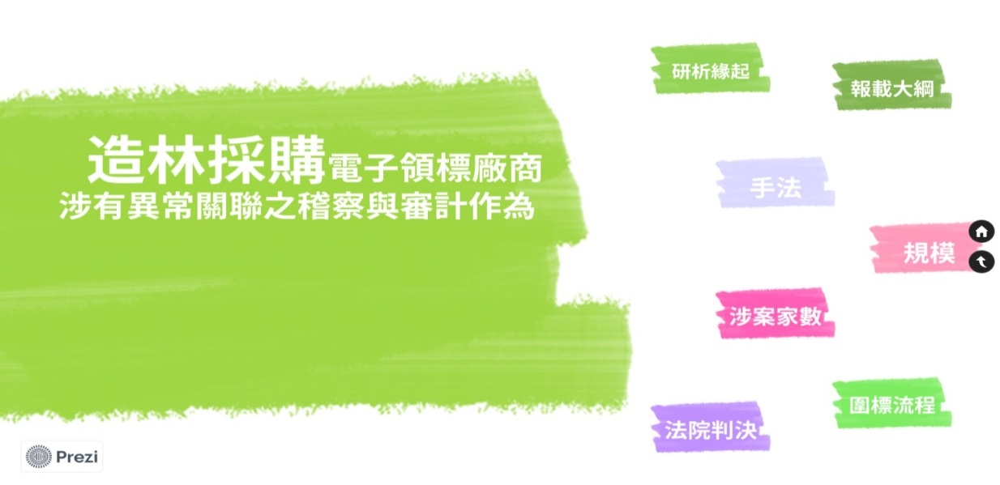 造林採購電子領標廠商
涉有異常關聯之稽察與審計作為
研析緣起
報載大綱
手法
規模
涉案家數
圍標流程
法院判決
Prezi